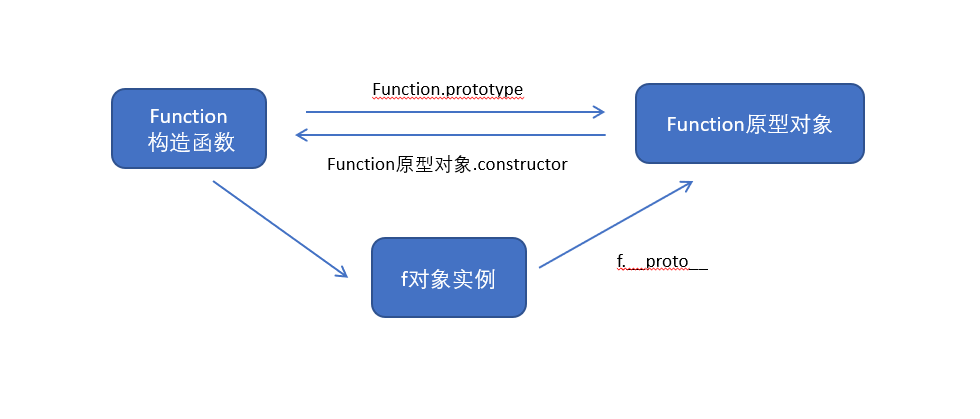 Function.prototype
Function
构造函数
Function原型对象
Function原型对象.constructor
f.__proto__
f对象实例